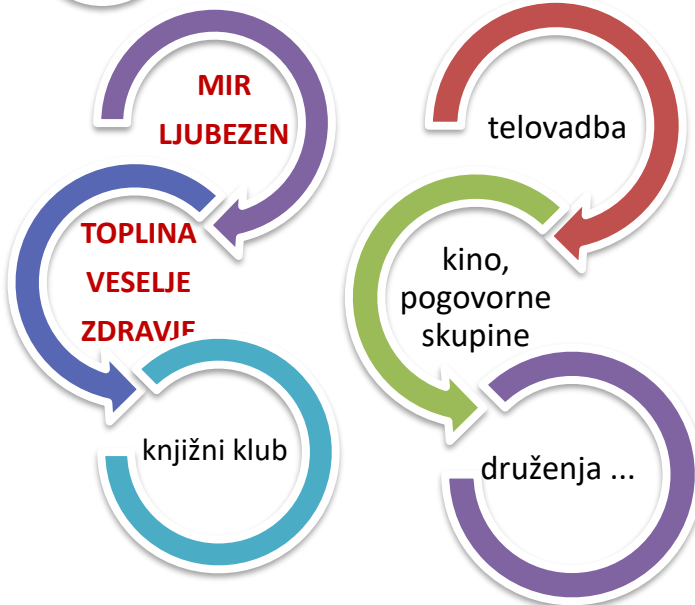 MIR
LJUBEZEN
TOPLINA
VESELJE
ZDRAVJE
knjižni klub
telovadba
kino,
pogovorne
skupine
druženja ...